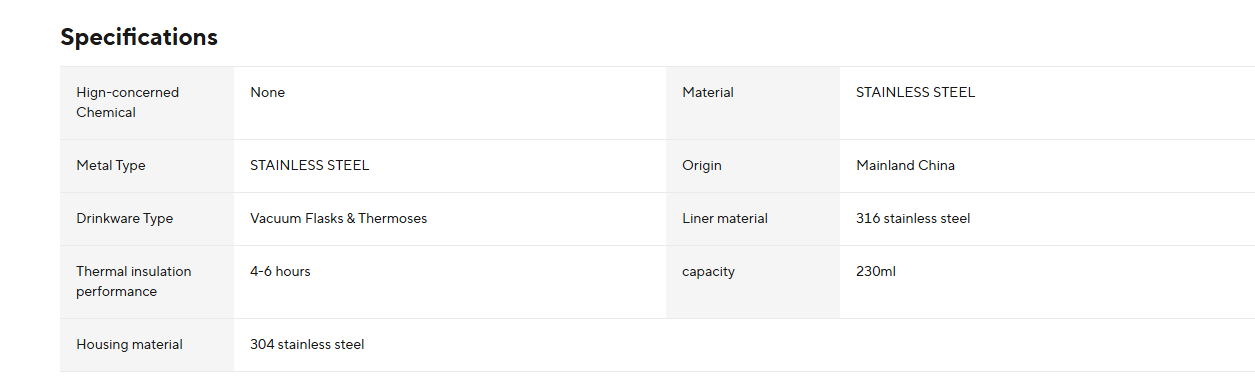 Specifications
Hign-concerned
Chemical
None
Material
STAINLESS STEEL
Metal Type
STAINLESS STEEL
Origin
Mainland China
Drinkware Type
Vacuum Flasks & Thermoses
Liner material
316 stainless steel
Thermal insulation
performance
4-6 hours
capacity
230ml
Housing material
304 stainless steel